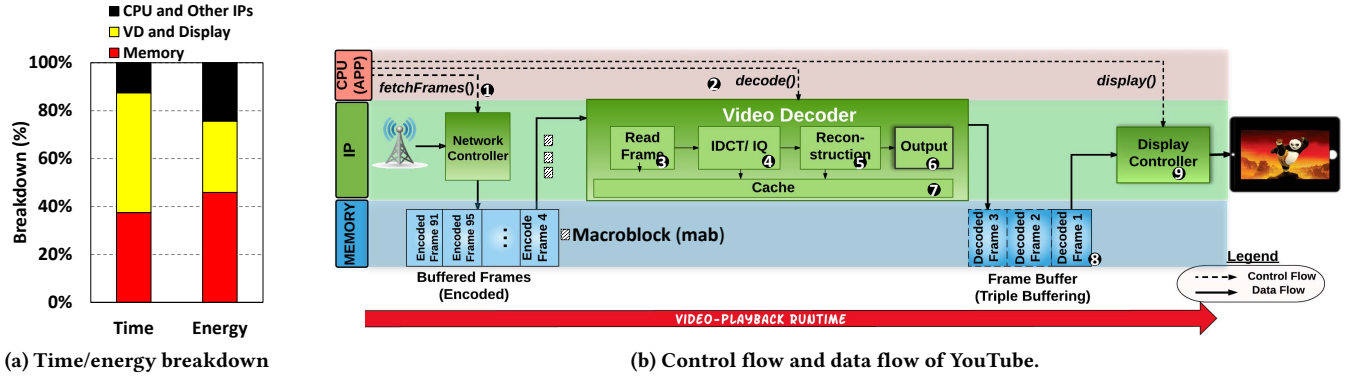 CPU and Other IPs
VD and Display
Memory
Breakdown (%)
100%
80%
60%
40%
20%
0%
Time
Energy
(a) Time/energy breakdown
CPU
(APP)
IP
MEMORY
fetchFrames()
1
2
decode()
display()
Network
Controller
Video Decoder
Read
Frame
3
IDCT/ IQ
4
Recon-
struction
5
Output
6
Cache
7
Display
Controller
9
Encoded
Frame 91
Encoded
Frame 95
...
Encode
Frame 4
Macroblock (mab)
Decoded
Frame 3
Decoded
Frame 2
Decoded
Frame 1
8
Buffered Frames
(Encoded)
Frame Buffer
(Triple Buffering)
Legend
Control Flow
Data Flow
VIDEO-PLAYBACK RUNTIME
(b) Control flow and data flow of YouTube.